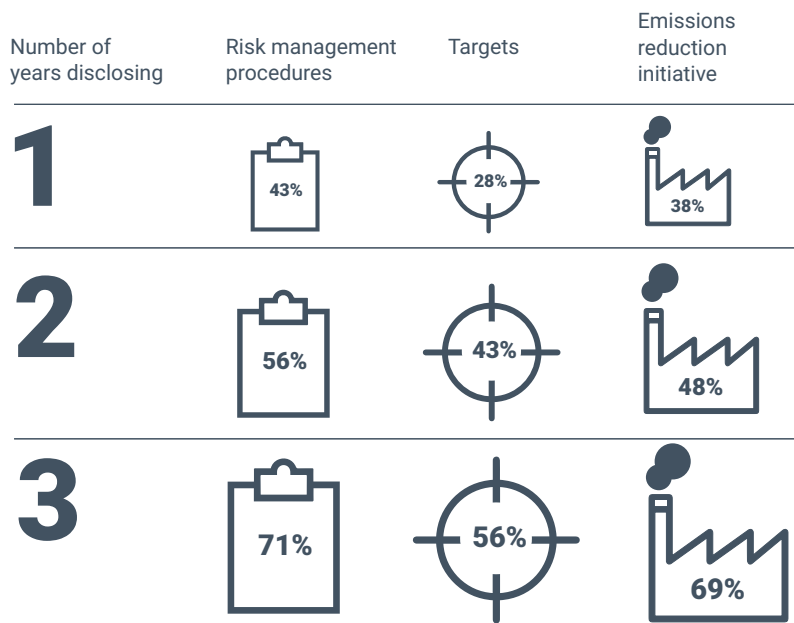 Number of
years disclosing
Risk management
procedures
Targets
Emissions
reduction
initiative
1
43%
28%
38%
2
56%
43%
48%
3
71%
56%
69%